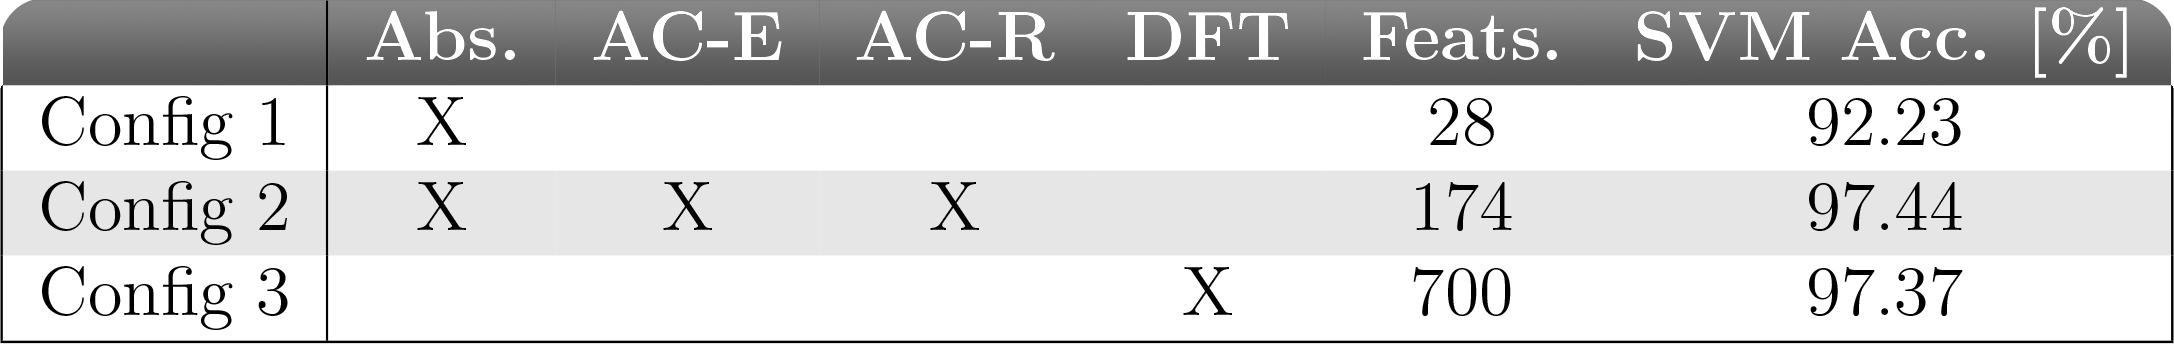 Abs. AC-E AC-R DFT Feats. SVM Acc. [%]
Config 1 X 28 92.23
Config 2 X X X 174 97.44
Config 3 X 700 97.37